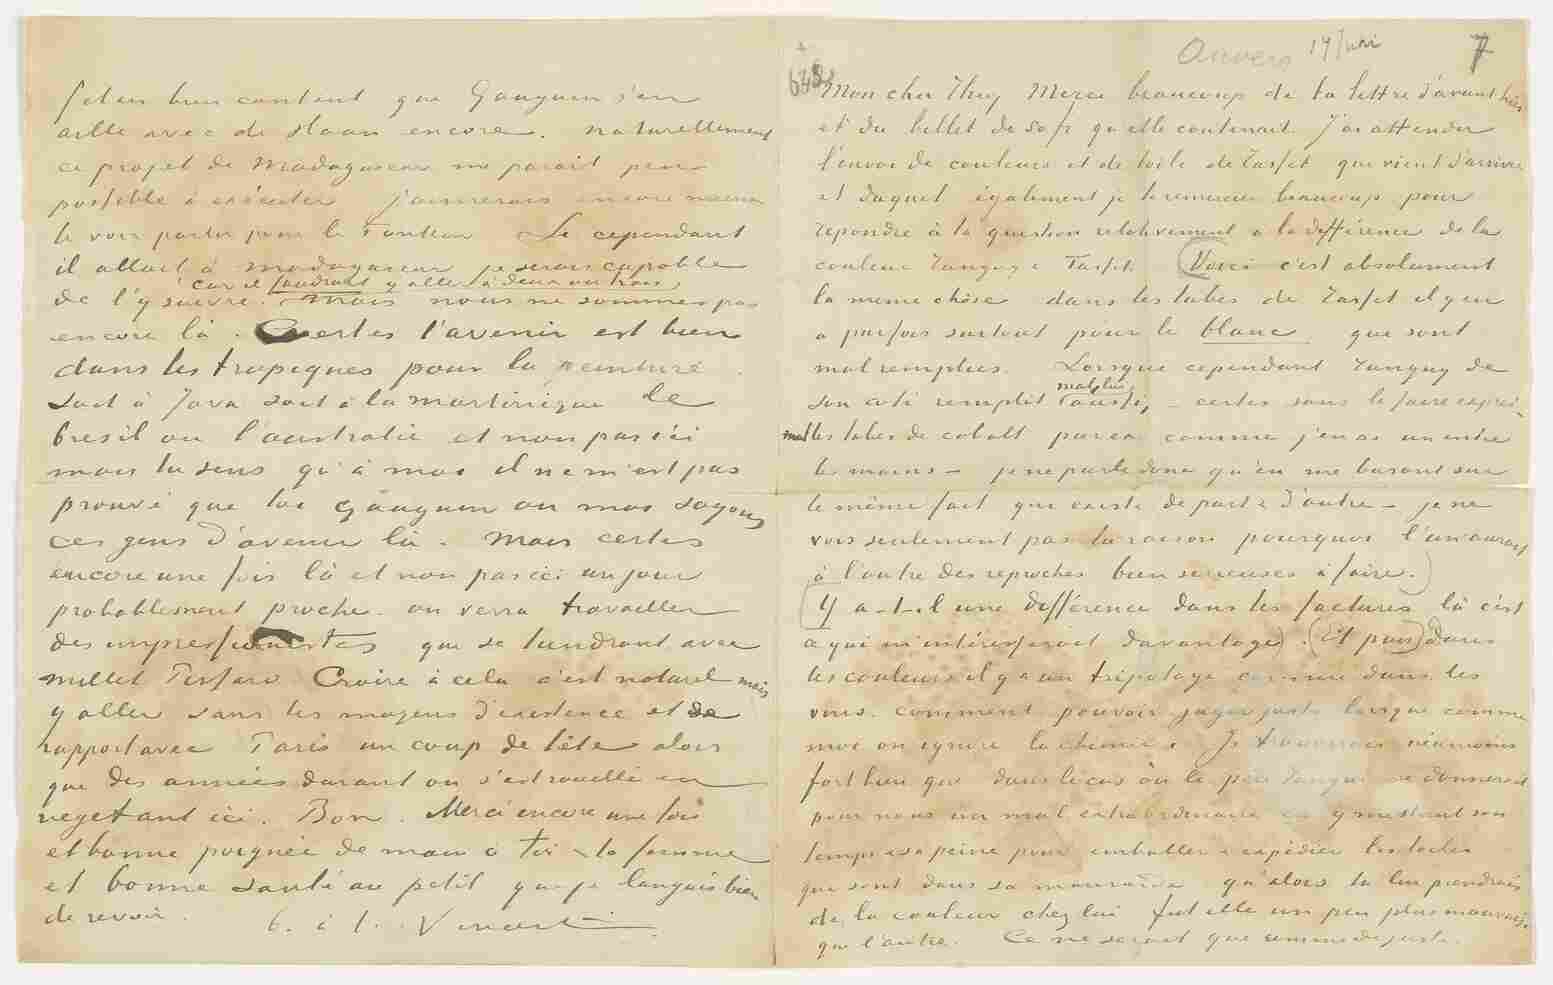 suis bien content que Gauguin s'en
aille avec de Haan encore. Naturellement
ce projet de Madagascar me parait peu
possible à exécuter j'aimerais encore mieux
le voir partir pour le Tonkin Si cependant
il allait à Madagascar je serais capable
car il faudrait y aller à deux ou trois
de l'y suivre. Mais nous ne sommes pas
encore là. Certes l'avenir est bien
dans les tropiques pour la peinture
soit à Java soit à la Martinique le
bresil ou l'australie et non pas ici
mais tu sens qu'à moi il ne m'est pas
prouvé que toi Gauguin ou moi soyons
ces gens d'avenir là. Mais certes
encore une fois là et non pas ici un jour
probablement proche. on verra travailler
des impressionistes qui se tiendront avec
Millet Pissaro Croire à cela c'est naturel mais
y aller sans les moyens d'existence et de
rapport avec Paris un coup de tête alors
que des années durant on s'est rouillé en
vegetant ici. Bon. Merci encore une fois
et bonne poignée de main à toi & ta femme
et bonne santé au petit que je languis bien
de revoir. b. à t. Vincent
Auvers 17 Juin 7
648
Mon cher Theo, Merci beaucoup de ta lettre d'avant hier
et du billet de 50 fr qu'elle contenait. J'ai attendu
l'envoi de couleurs et de toile de Tasset qui vient d'arriver
et duquel également je te remercie beaucoup pour
repondre à ta question relativement à la différence de la
couleur Tanguy & Tasset. Voici c'est absolument
la meme chose dans les tubes de Tasset il y en
a parfois surtout pour le blanc qui sont
mal remplies. Lorsque cependant Tanguy de
son coté remplit mal lui aussi, – certes sans le faire exprès –
les tubes de cobalt par ex comme j'en ai un entre
les mains – je ne parle donc qu'en me basant sur
le même fait qui existe de part & d'autre – je ne
vois seulement pas la raison pourquoi l'un aurait
à l'autre des reproches bien serieuses à faire.)
Y a-t-il une différence dans les factures là c'est
ce qui m'intéresserait davantage). (Et puis) dans
les couleurs il y a un tripotage comme dans les
vins. comment pouvoir juger juste lorsque comme
moi on ignore la chimie. Je trouverais néamoins
fort bien que dans le cas où le père Tanguy se donnerait
pour nous un mal extraordinaire en y mettant son
temps & sa peine pour emballer & expédier les toiles
qui sont dans sa mansarde qu'alors tu lui prendrais
de la couleur chez lui fut elle un peu plus mauvaise
que l'autre. Ce ne serait que comme de juste.